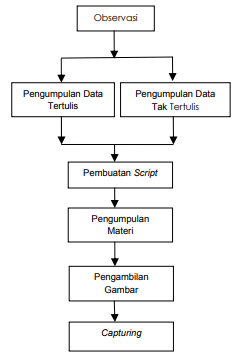 Observasi
Pengumpulan Data
Tertulis
Pengumpulan Data
Tak Tertulis
Pembuatan Script
Pengumpulan
Materi
Pengambilan
Gambar
Capturing